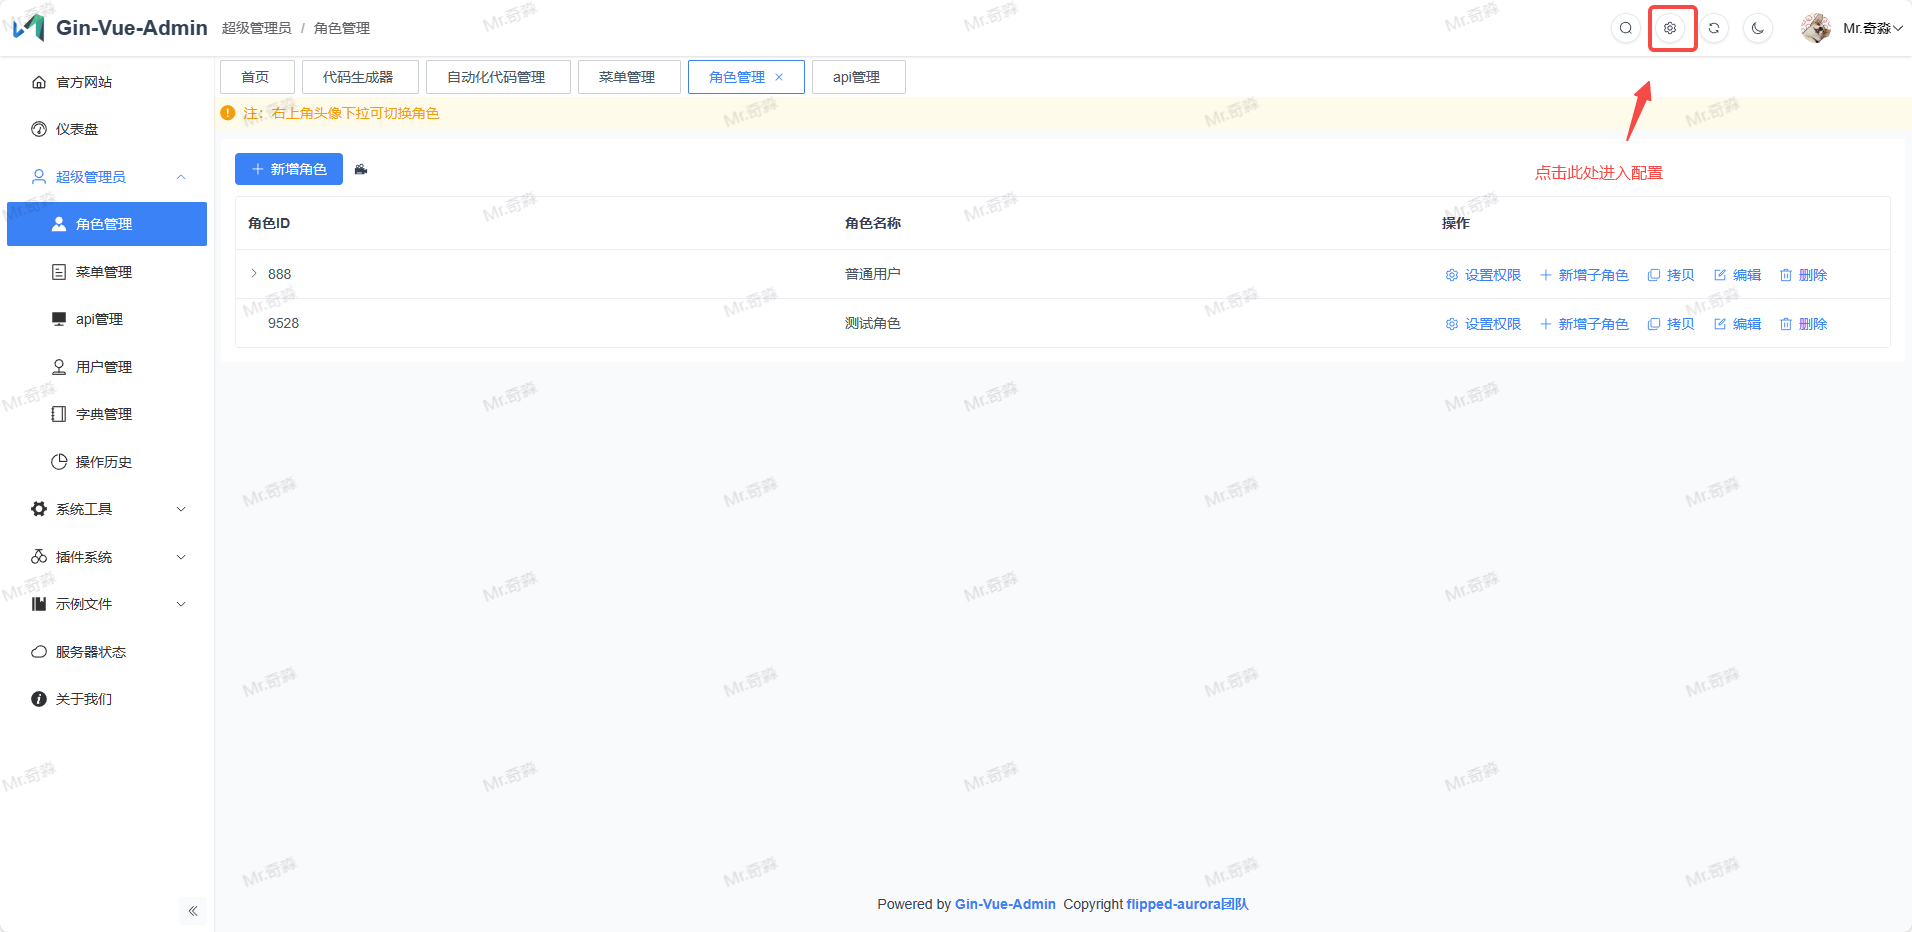 Gin-Vue-Admin
超级管理员 / 角色管理
Mr.奇淼
官方网站
仪表盘
超级管理员
角色管理
菜单管理
api管理
用户管理
字典管理
操作历史
系统工具
插件系统
示例文件
服务器状态
关于我们
首页
代码生成器
自动化代码管理
菜单管理
角色管理
api管理
注：右上角头像下拉可切换角色
新增角色
点击此处进入配置
角色ID 角色名称 操作
888 普通用户 设置权限 新增子角色 拷贝 编辑 删除
9528 测试角色 设置权限 新增子角色 拷贝 编辑 删除
Powered by Gin-Vue-Admin Copyright flipped-aurora团队
Mr.奇淼